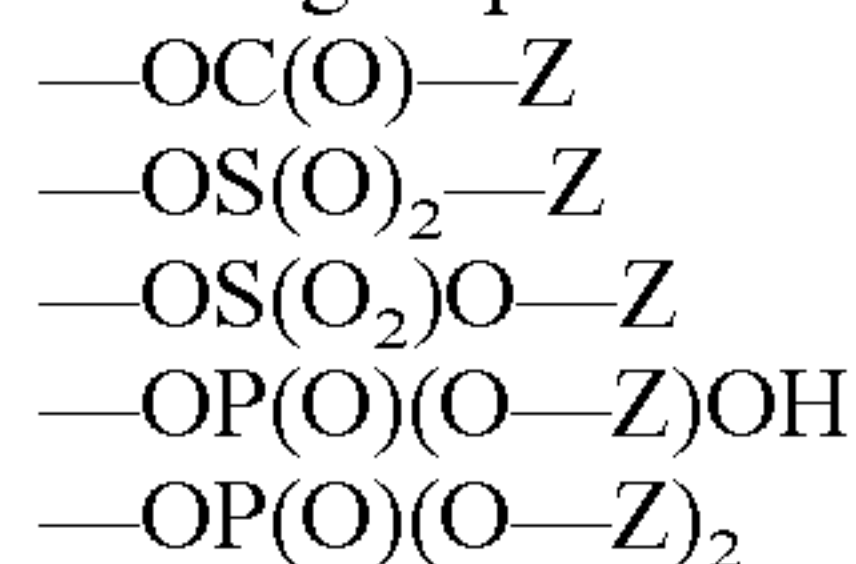 —OC(O)—Z
—OS(O)₂—Z
—OS(O₂)O—Z
—OP(O)(O—Z)OH
—OP(O)(O—Z)₂